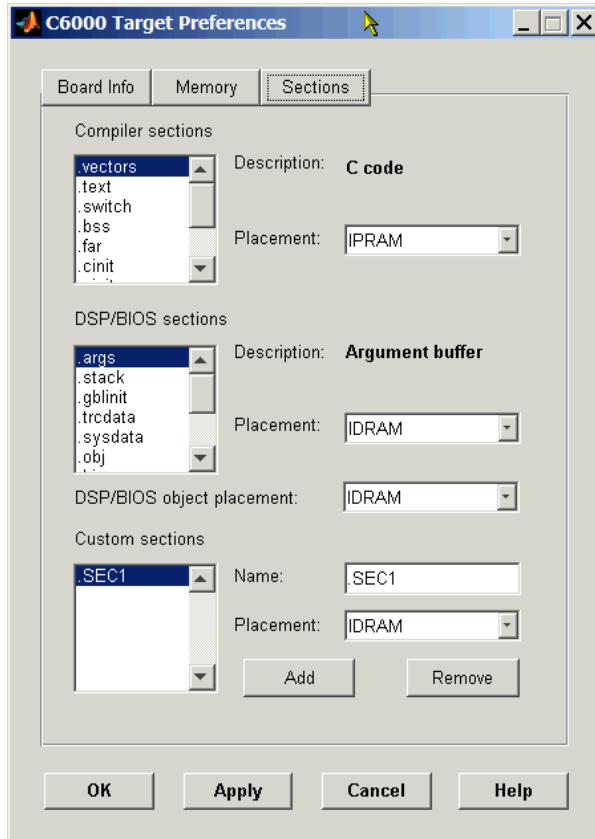 C6000 Target Preferences
Board Info Memory Sections
Compiler sections
.vectors
.text
.switch
.bss
.far
.cinit
Description: C code
Placement: IPRAM
DSP/BIOS sections
.args
.stack
.gblinit
.trcdata
.sysdata
.obj
Description: Argument buffer
Placement: IDRAM
DSP/BIOS object placement: IDRAM
Custom sections
.SEC1
Name: .SEC1
Placement: IDRAM
Add Remove
OK Apply Cancel Help